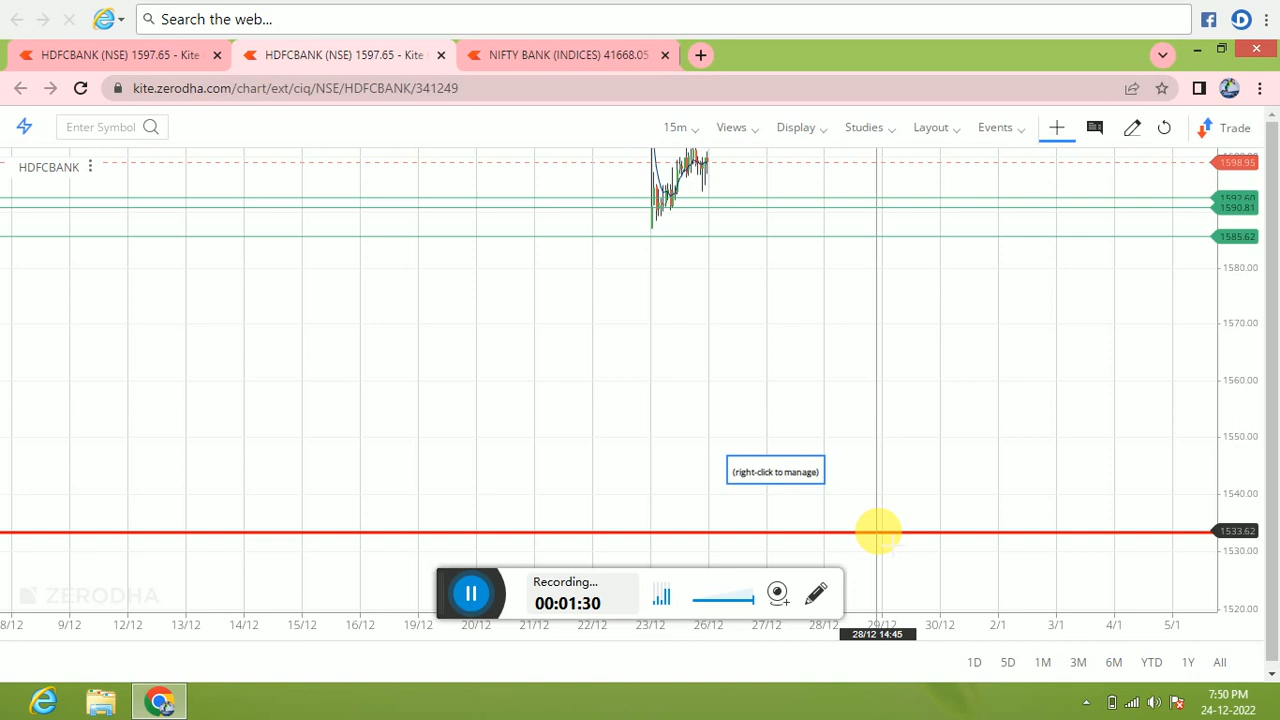 Search the web...
HDFCBANK (NSE) 1597.65 - Kite
HDFCBANK (NSE) 1597.65 - Kite
NIFTY BANK(INDICES) 41668.05
kite.zerodha.com/chart/ext/ciq/NSE/HDFCBANK/341249
Enter Symbol
15m
Views
Display
Studies
Layout
Events
Trade
HDFCBANK
1598.95
1592.60
1590.81
1585.62
1580.00
1570.00
1560.00
1550.00
(right-click to manage)
1540.00
1533.62
1530.00
Recording...
00:01:30
ZERODHA
1520.00
8/12 9/12 12/12 13/12 14/12 15/12 16/12 19/12 20/12 21/12 22/12 23/12 26/12 27/12 28/12 29/12 30/12 2/1 3/1 4/1 5/1
28/12 14:45
1D 5D 1M 3M 6M YTD 1Y All
7:50 PM
24-12-2022